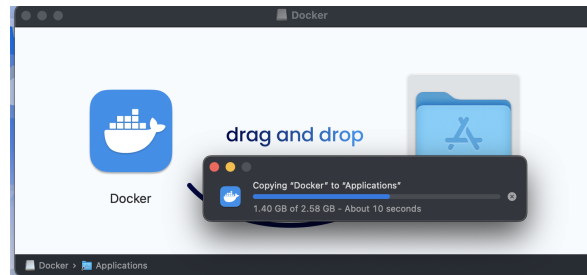 Docker
drag and drop
Copying “Docker” to “Applications”
1.40 GB of 2.58 GB - About 10 seconds
Docker
Docker › Applications